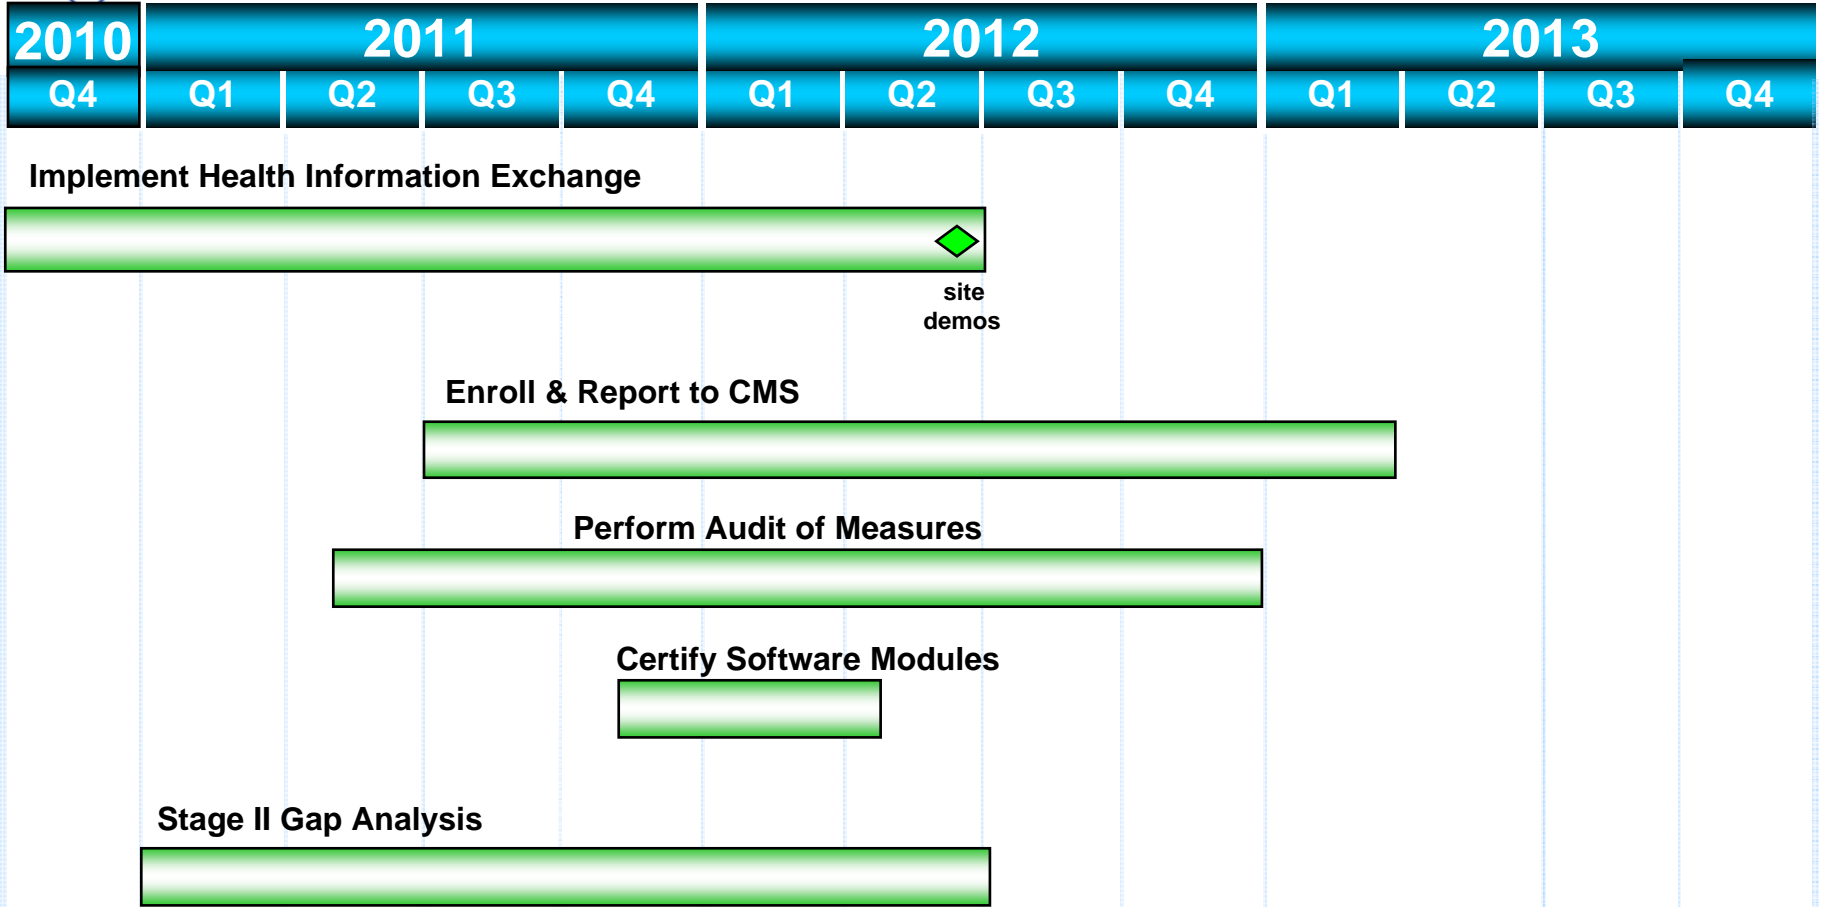 2010 2011 2012 2013
Q4 Q1 Q2 Q3 Q4 Q1 Q2 Q3 Q4 Q1 Q2 Q3 Q4
Implement Health Information Exchange
site
demos
Enroll & Report to CMS
Perform Audit of Measures
Certify Software Modules
Stage II Gap Analysis